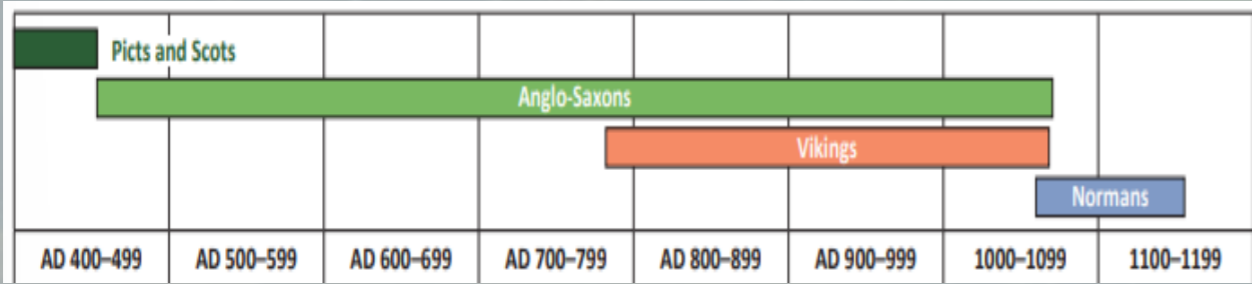 Picts and Scots
Anglo-Saxons
Vikings
Normans
AD 400–499 AD 500–599 AD 600–699 AD 700–799 AD 800–899 AD 900–999 1000–1099 1100–1199